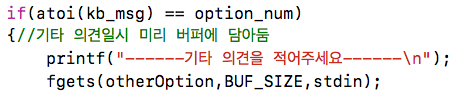 if(atoi(kb_msg) == option_num)
{//기타 의견일시 미리 버퍼에 담아둠
printf("------기타 의견을 적어주세요------\n");
fgets(otherOption,BUF_SIZE,stdin);